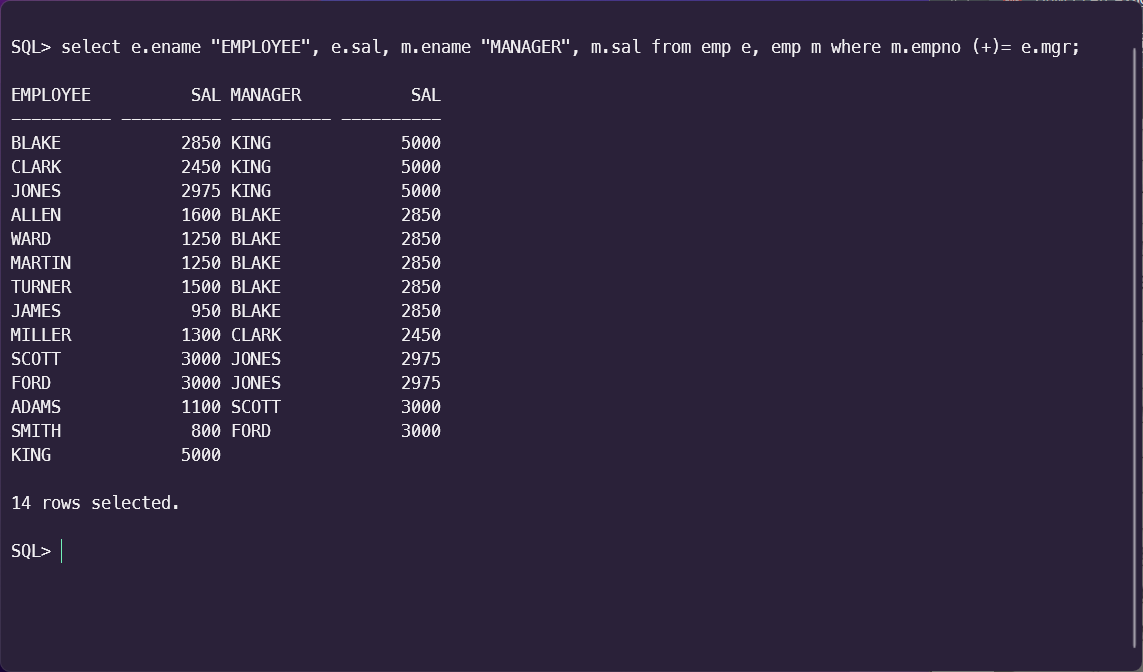 SQL> select e.ename "EMPLOYEE", e.sal, m.ename "MANAGER", m.sal from emp e, emp m where m.empno (+)= e.mgr;
EMPLOYEE          SAL MANAGER           SAL
---------- ---------- ---------- ----------
BLAKE            2850 KING             5000
CLARK            2450 KING             5000
JONES            2975 KING             5000
ALLEN            1600 BLAKE            2850
WARD             1250 BLAKE            2850
MARTIN           1250 BLAKE            2850
TURNER           1500 BLAKE            2850
JAMES             950 BLAKE            2850
MILLER           1300 CLARK            2450
SCOTT            3000 JONES            2975
FORD             3000 JONES            2975
ADAMS            1100 SCOTT            3000
SMITH             800 FORD             3000
KING             5000
14 rows selected.
SQL>